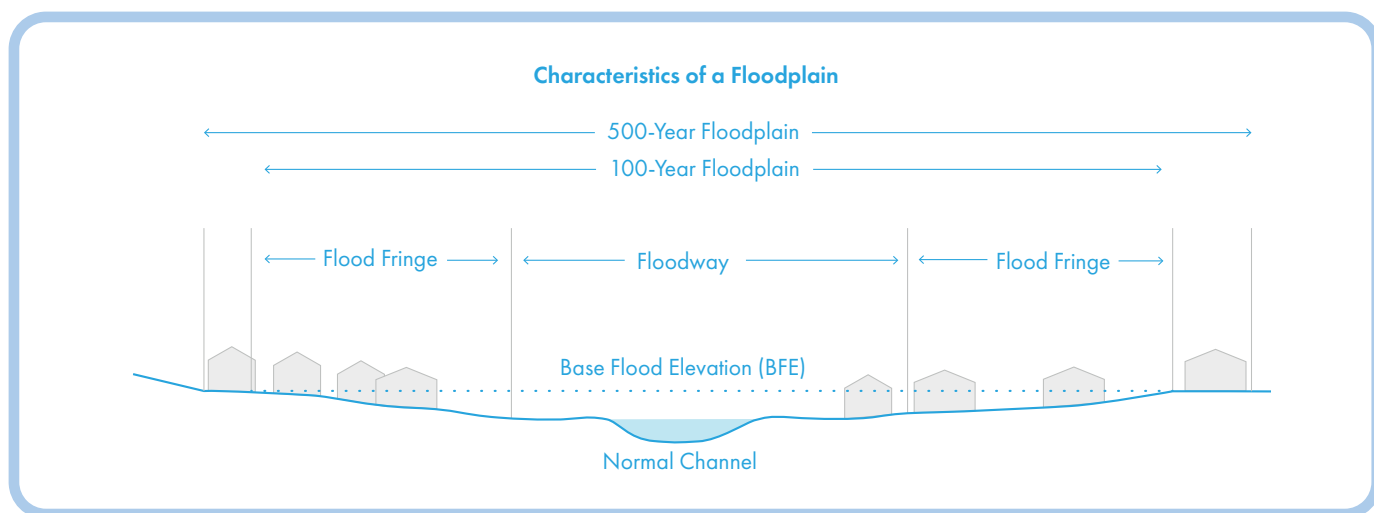 Characteristics of a Floodplain
500-Year Floodplain
100-Year Floodplain
Flood Fringe
Floodway
Flood Fringe
Base Flood Elevation (BFE)
Normal Channel